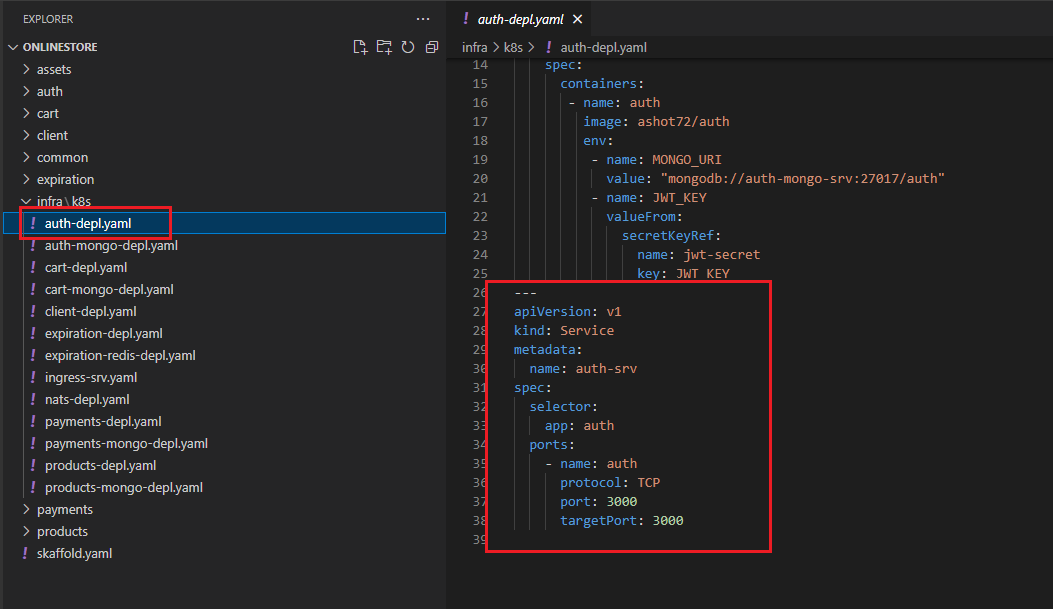 EXPLORER
ONLINESTORE
assets
auth
cart
client
common
expiration
infra\k8s
! auth-depl.yaml
! auth-mongo-depl.yaml
! cart-depl.yaml
! cart-mongo-depl.yaml
! client-depl.yaml
! expiration-depl.yaml
! expiration-redis-depl.yaml
! ingress-srv.yaml
! nats-depl.yaml
! payments-depl.yaml
! payments-mongo-depl.yaml
! products-depl.yaml
! products-mongo-depl.yaml
payments
products
! skaffold.yaml
! auth-depl.yaml
infra > k8s > ! auth-depl.yaml
14 spec:
15 containers:
16 - name: auth
17 image: ashot72/auth
18 env:
19 - name: MONGO_URI
20 value: "mongodb://auth-mongo-srv:27017/auth"
21 - name: JWT_KEY
22 valueFrom:
23 secretKeyRef:
24 name: jwt-secret
25 key: JWT_KEY
26 ---
27 apiVersion: v1
28 kind: Service
29 metadata:
30 name: auth-srv
31 spec:
32 selector:
33 app: auth
34 ports:
35 - name: auth
36 protocol: TCP
37 port: 3000
38 targetPort: 3000
39